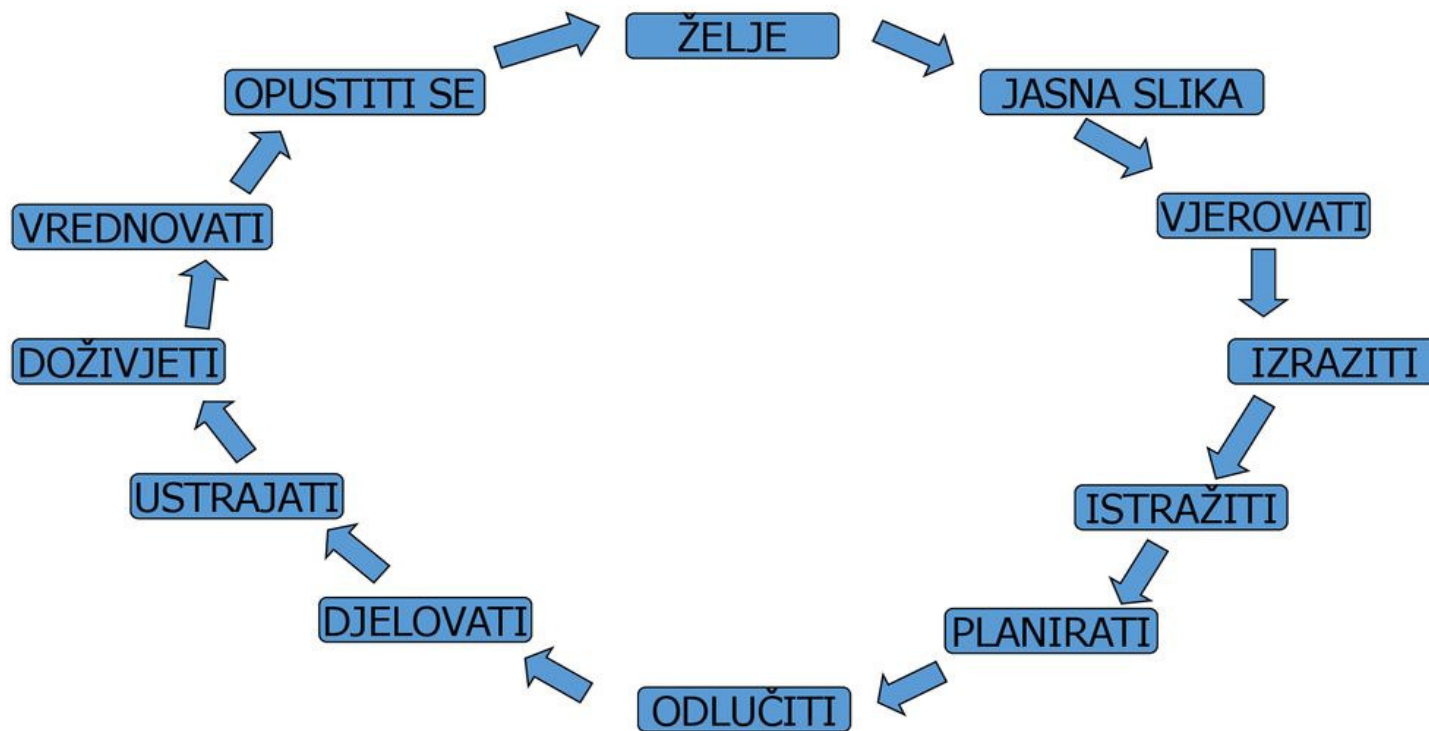 ŽELJE
JASNA SLIKA
VJEROVATI
IZRAZITI
ISTRAŽITI
PLANIRATI
ODLUČITI
DJELOVATI
USTRAJATI
DOŽIVJETI
VREDNOVATI
OPUSTITI SE